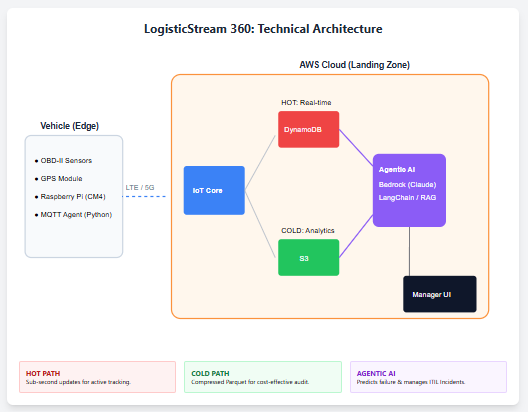 LogisticStream 360: Technical Architecture
AWS Cloud (Landing Zone)
Vehicle (Edge)
● OBD-II Sensors
● GPS Module
● Raspberry Pi (CM4)
● MQTT Agent (Python)
LTE / 5G
IoT Core
HOT: Real-time
DynamoDB
COLD: Analytics
S3
Agentic AI
Bedrock (Claude)
LangChain / RAG
Manager UI
HOT PATH
Sub-second updates for active tracking.
COLD PATH
Compressed Parquet for cost-effective audit.
AGENTIC AI
Predicts failure & manages ITIL Incidents.